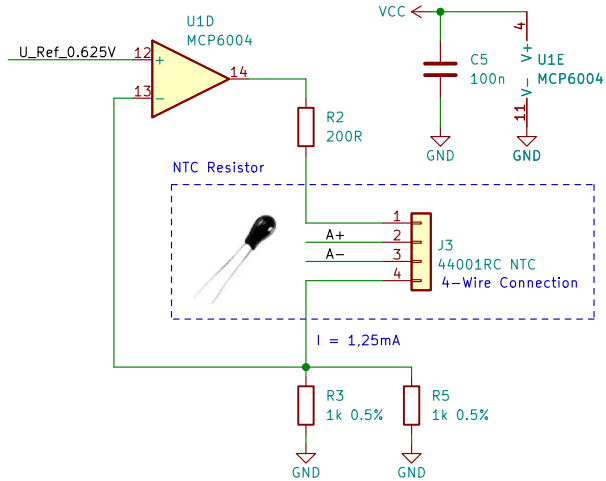 U1D
MCP6004
U_Ref_0.625V
12
+
13
−
14
VCC
C5
100n
GND
4
V+
U1E
MCP6004
V-
11
GND
R2
200R
NTC Resistor
1
A+
2
A-
3
4
J3
44001RC NTC
4-Wire Connection
I = 1,25mA
R3
1k 0.5%
R5
1k 0.5%
GND
GND